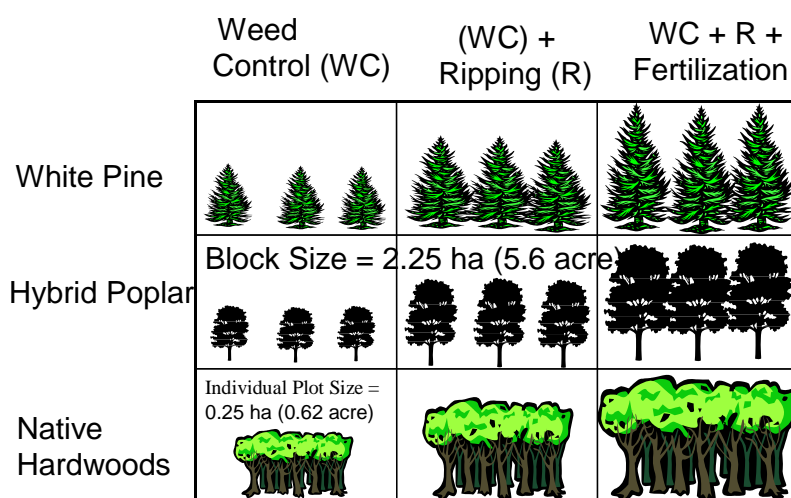 Weed
Control (WC)
(WC) +
Ripping (R)
WC + R +
Fertilization
White Pine
Block Size = 2.25 ha (5.6 acre)
Hybrid Poplar
Individual Plot Size =
0.25 ha (0.62 acre)
Native
Hardwoods